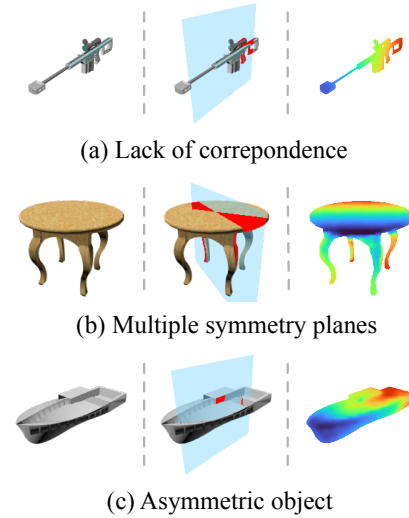 (a) Lack of correpondence
(b) Multiple symmetry planes
(c) Asymmetric object